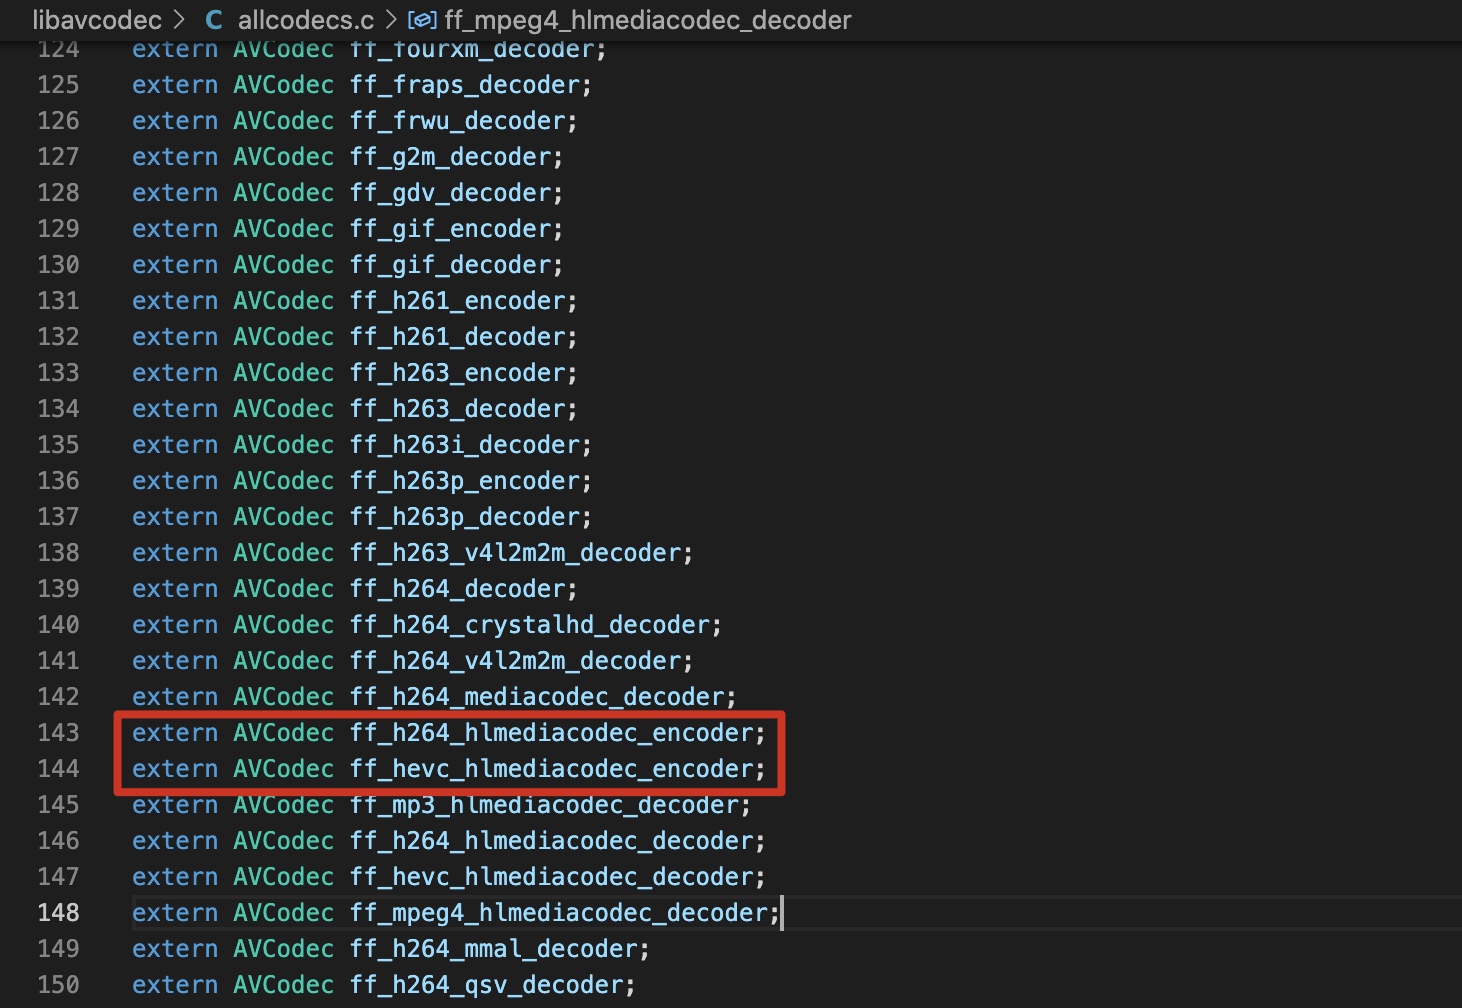 libavcodec > C allcodecs.c > ff_mpeg4_hlmediacodec_decoder
124 extern AVCodec ff_fourxm_decoder;
125 extern AVCodec ff_fraps_decoder;
126 extern AVCodec ff_frwu_decoder;
127 extern AVCodec ff_g2m_decoder;
128 extern AVCodec ff_gdv_decoder;
129 extern AVCodec ff_gif_encoder;
130 extern AVCodec ff_gif_decoder;
131 extern AVCodec ff_h261_encoder;
132 extern AVCodec ff_h261_decoder;
133 extern AVCodec ff_h263_encoder;
134 extern AVCodec ff_h263_decoder;
135 extern AVCodec ff_h263i_decoder;
136 extern AVCodec ff_h263p_encoder;
137 extern AVCodec ff_h263p_decoder;
138 extern AVCodec ff_h263_v4l2m2m_decoder;
139 extern AVCodec ff_h264_decoder;
140 extern AVCodec ff_h264_crystalhd_decoder;
141 extern AVCodec ff_h264_v4l2m2m_decoder;
142 extern AVCodec ff_h264_mediacodec_decoder;
143 extern AVCodec ff_h264_hlmediacodec_encoder;
144 extern AVCodec ff_hevc_hlmediacodec_encoder;
145 extern AVCodec ff_mp3_hlmediacodec_decoder;
146 extern AVCodec ff_h264_hlmediacodec_decoder;
147 extern AVCodec ff_hevc_hlmediacodec_decoder;
148 extern AVCodec ff_mpeg4_hlmediacodec_decoder;
149 extern AVCodec ff_h264_mmal_decoder;
150 extern AVCodec ff_h264_qsv_decoder;